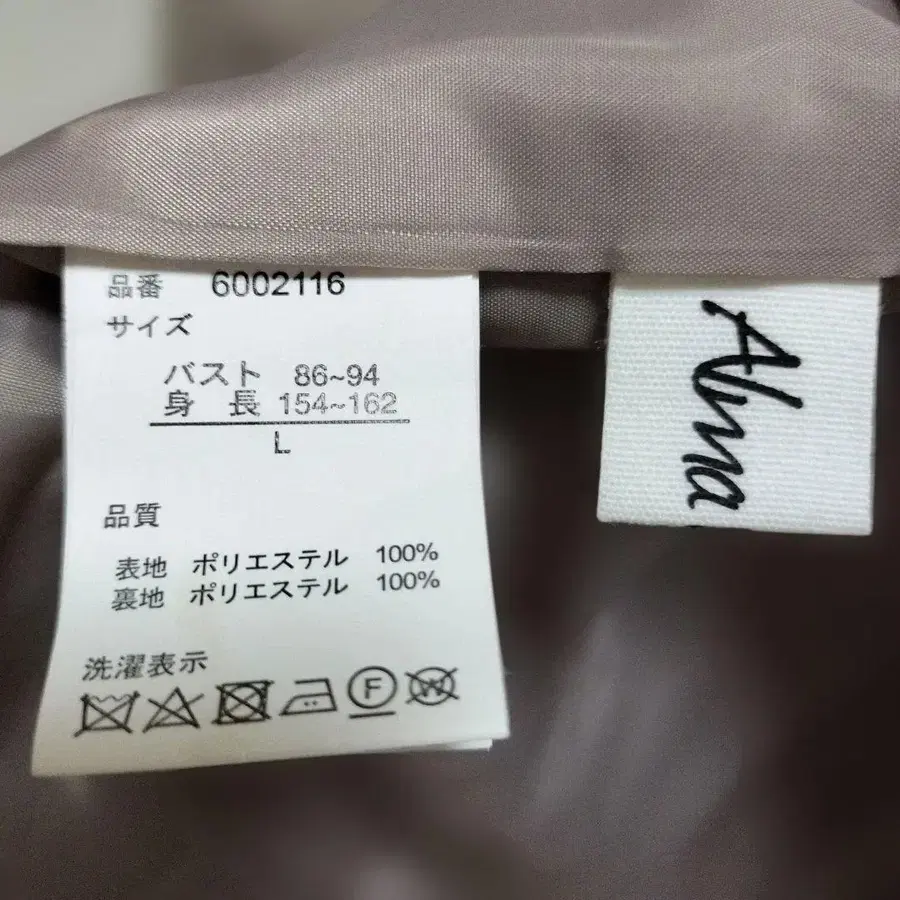 品番 6002116
サイズ
バスト 86~94
身 長 154~162
L
品質
表地 ポリエステル 100%
裏地 ポリエステル 100%
洗濯表示
F W
Alma